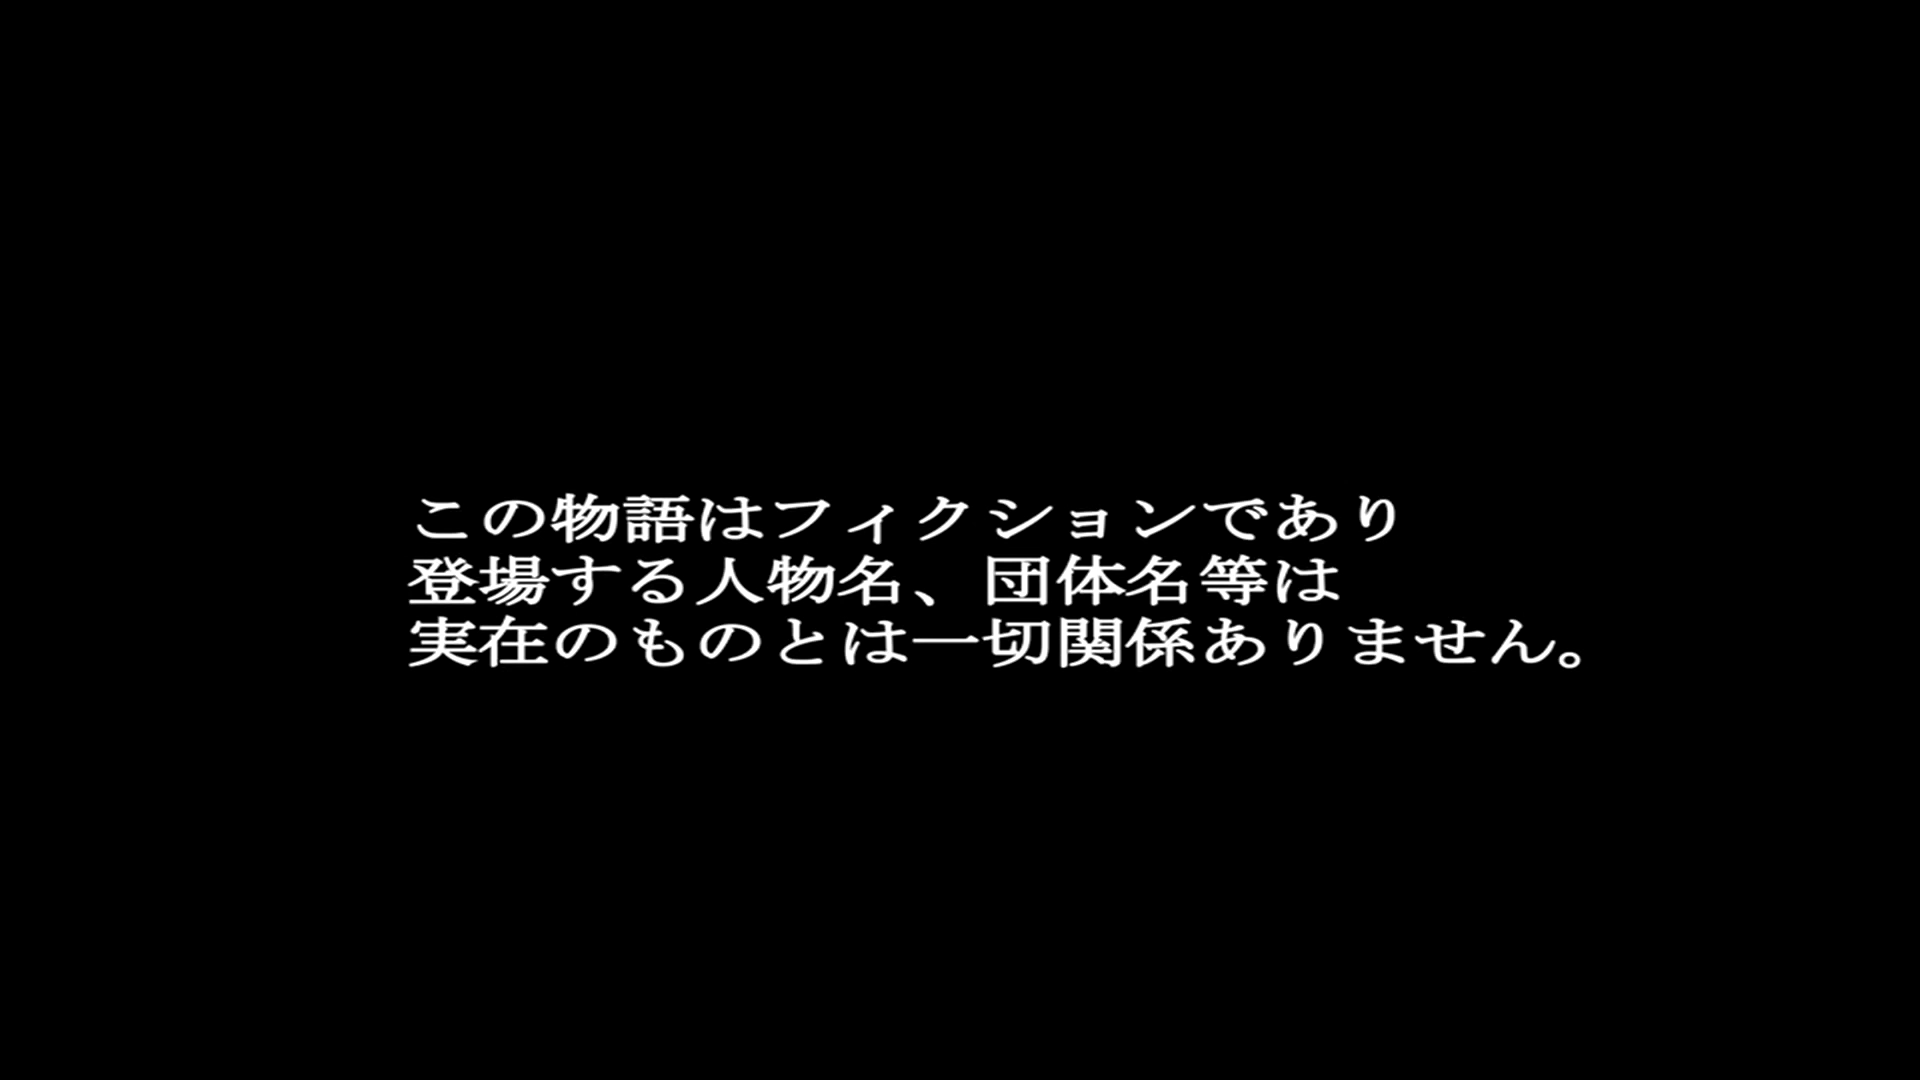 この物語はフィクションであり
登場する人物名、団体名等は
実在のものとは一切関係ありません。